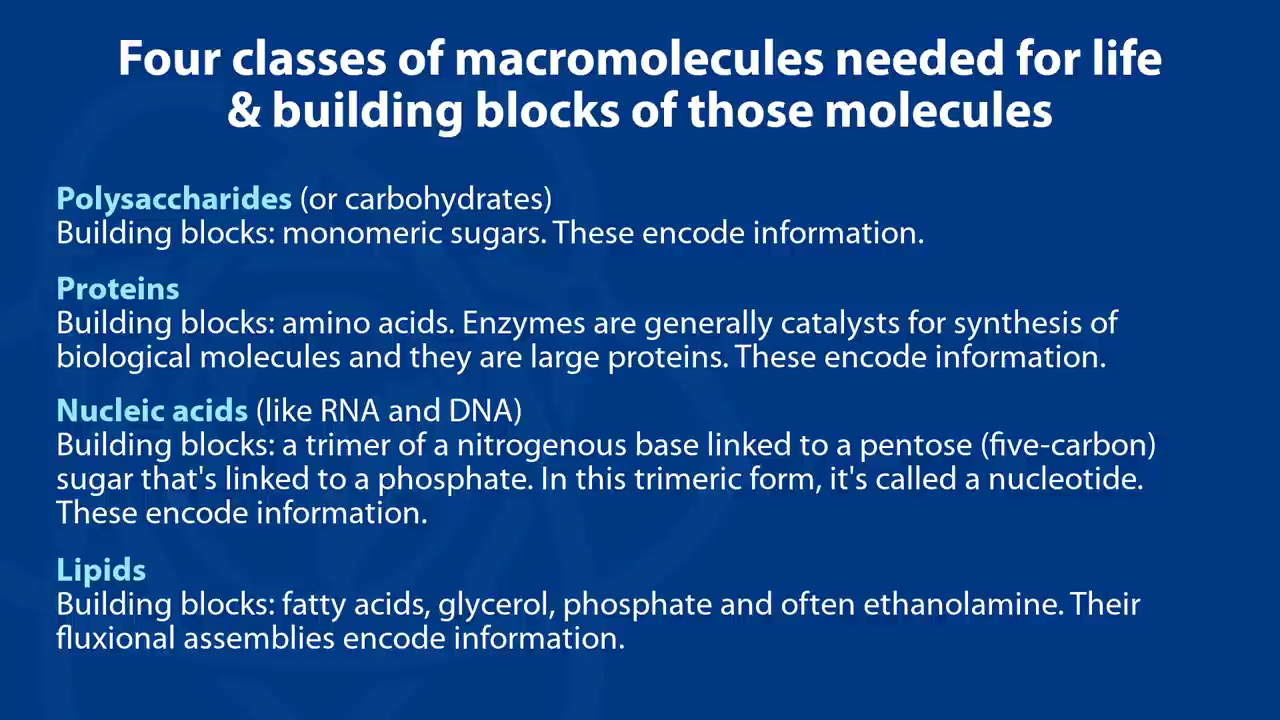 Four classes of macromolecules needed for life
& building blocks of those molecules
Polysaccharides (or carbohydrates)
Building blocks: monomeric sugars. These encode information.
Proteins
Building blocks: amino acids. Enzymes are generally catalysts for synthesis of
biological molecules and they are large proteins. These encode information.
Nucleic acids (like RNA and DNA)
Building blocks: a trimer of a nitrogenous base linked to a pentose (five-carbon)
sugar that's linked to a phosphate. In this trimeric form, it's called a nucleotide.
These encode information.
Lipids
Building blocks: fatty acids, glycerol, phosphate and often ethanolamine. Their
fluxional assemblies encode information.